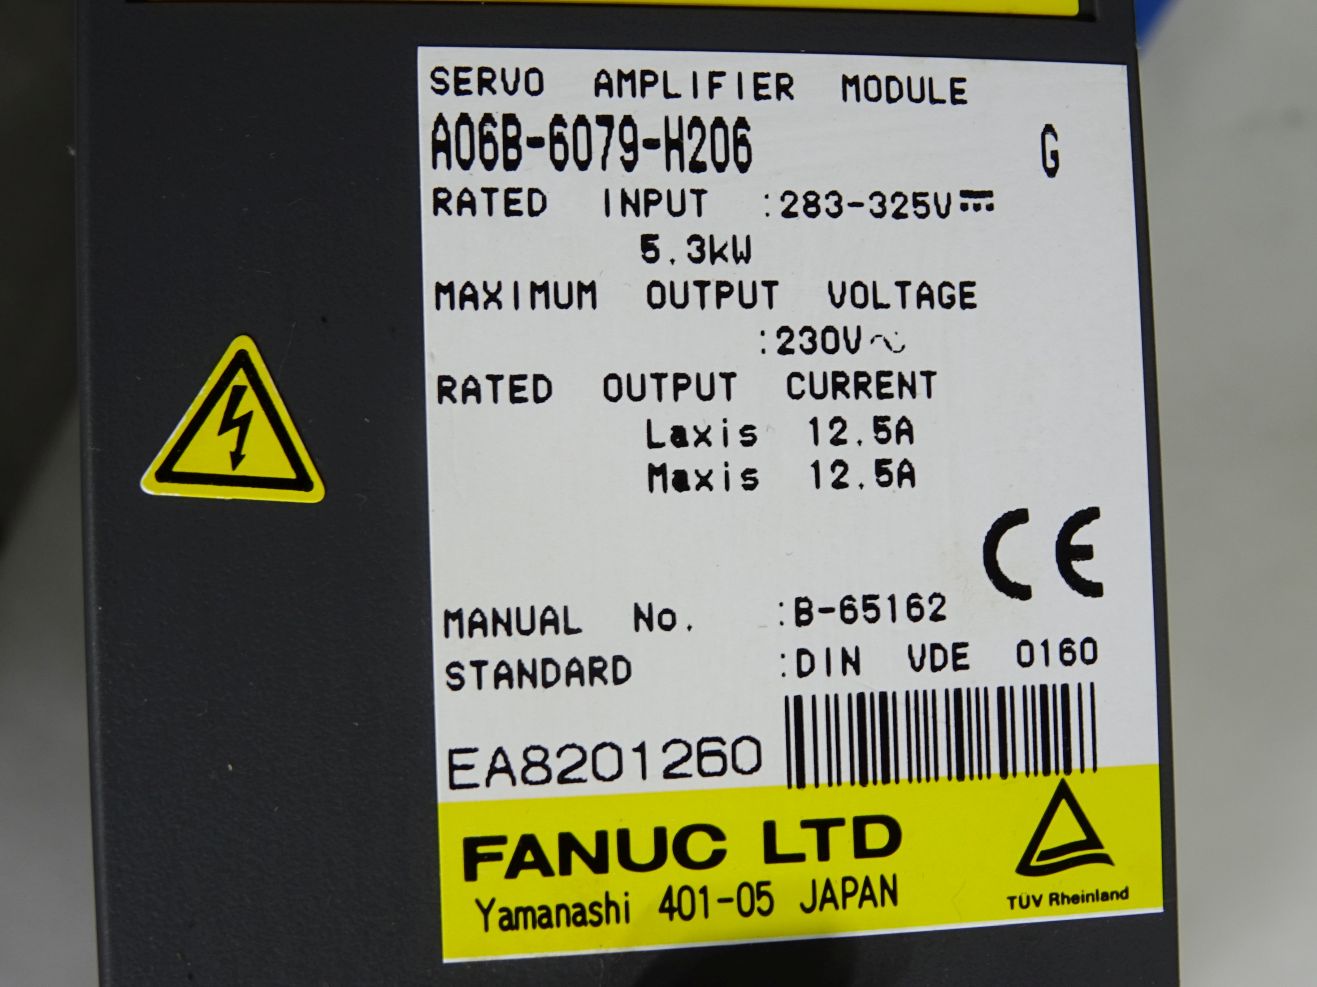 SERVO AMPLIFIER MODULE
A06B-6079-H206 G
RATED INPUT :283-325V⎓
5.3kW
MAXIMUM OUTPUT VOLTAGE
:230V~
RATED OUTPUT CURRENT
Laxis 12.5A
Maxis 12.5A
CE
MANUAL No. :B-65162
STANDARD :DIN VDE 0160
EA8201260
FANUC LTD
Yamanashi 401-05 JAPAN
TÜV Rheinland